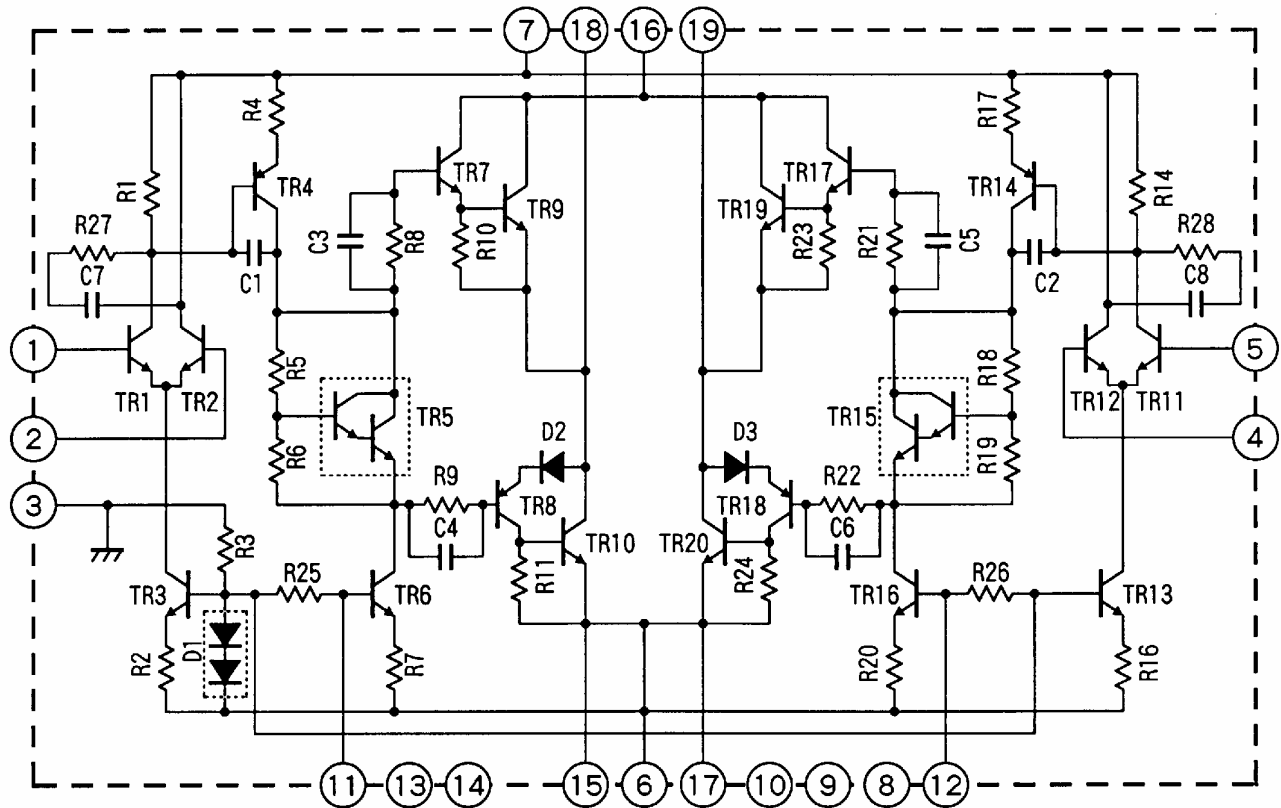 7 18 16 19
R4 R17
TR7 TR17
R1 TR4 TR14 R14
R27 C3 R8 R10 TR9 TR19 R23 R21 C5 R28
C7 C1 C2 C8
1 R5 R18 5
TR1 TR2 TR5 TR15 TR12 TR11
2 R6 D2 D3 R19 4
3 R9 R22
R3 C4 TR8 TR18 C6
TR10 TR20
R25 R11 R24 R26
TR3 TR6 TR16 TR13
R2 D1 R7 R20 R16
11 13 14 15 6 17 10 9 8 12